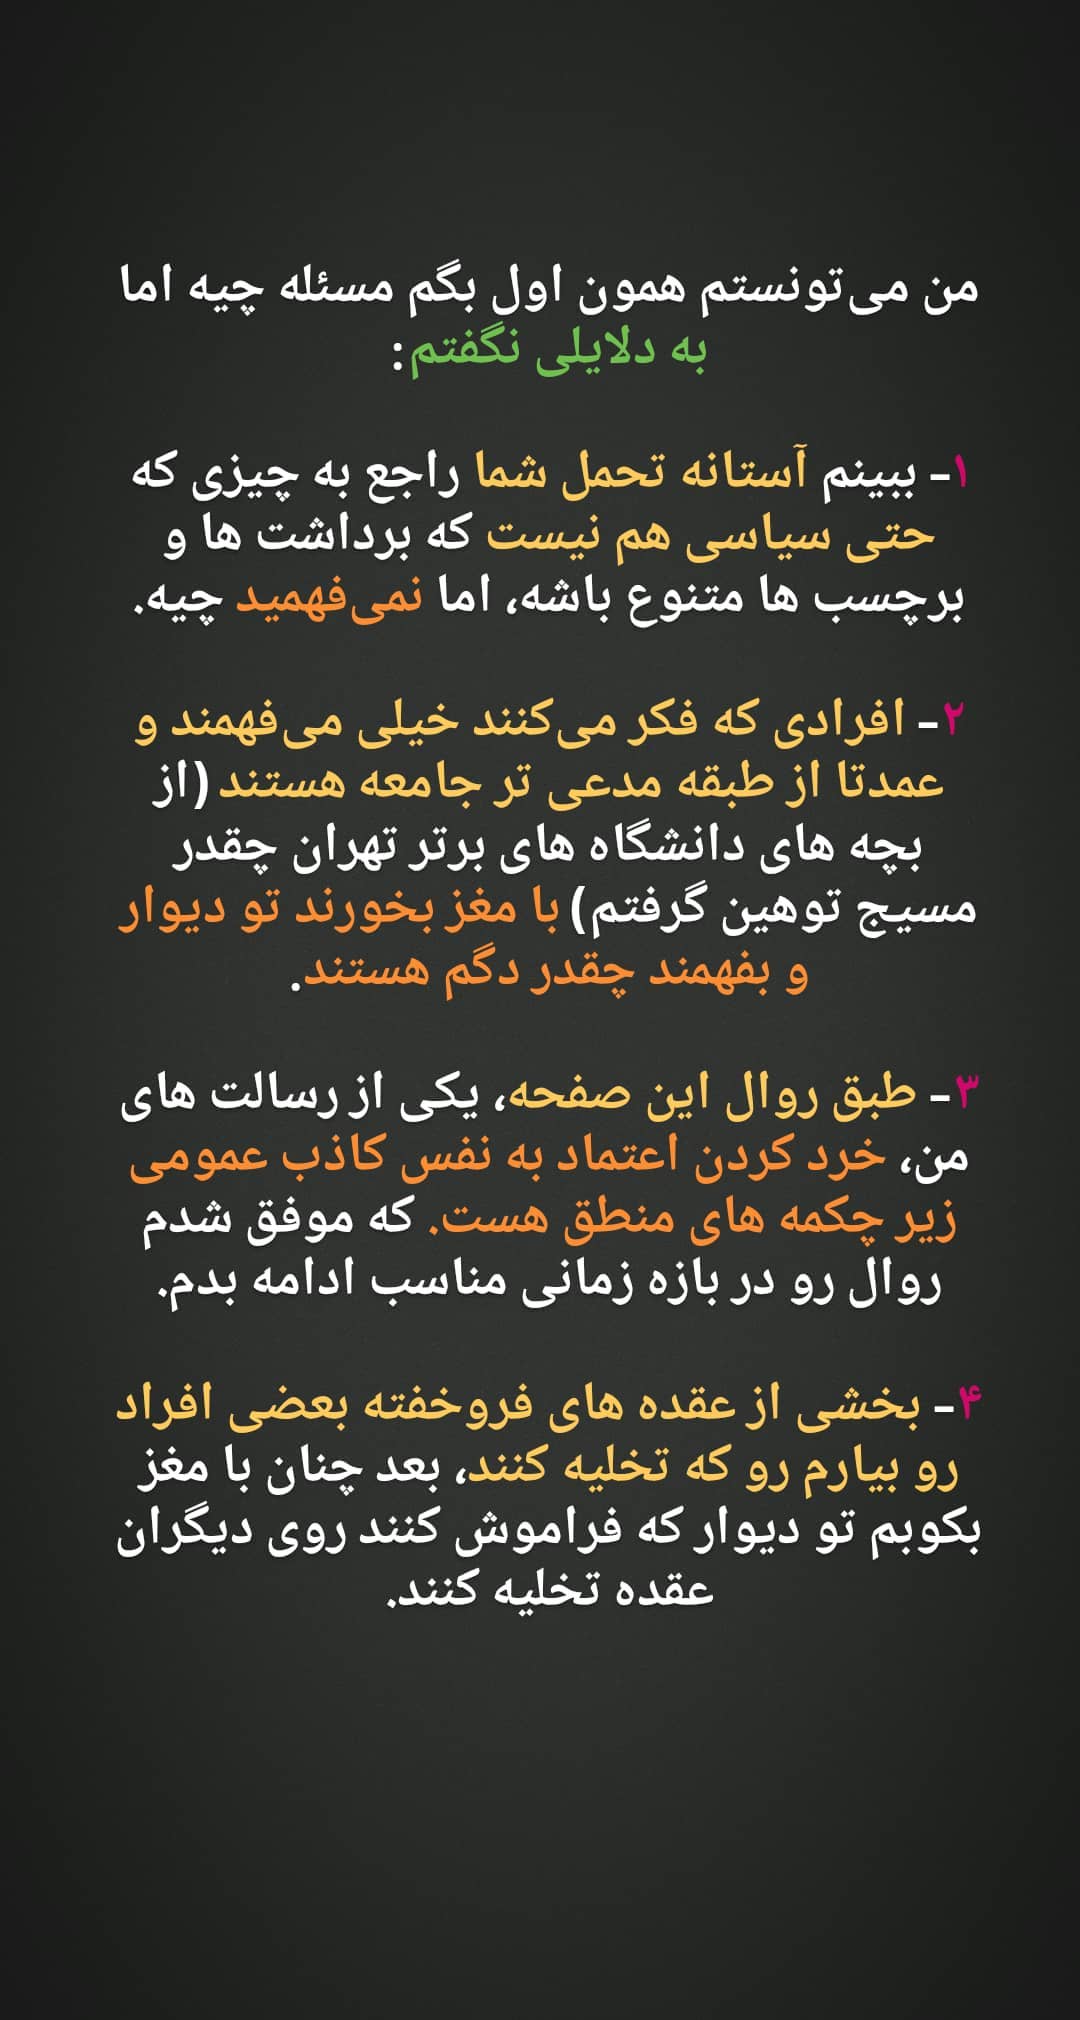 من می‌تونستم همون اول بگم مسئله چیه اما
به دلایلی نگفتم:
۱- ببینم آستانه تحمل شما راجع به چیزی که
حتی سیاسی هم نیست که برداشت ها و
برچسب ها متنوع باشه، اما نمی‌فهمید چیه.
۲- افرادی که فکر می‌کنند خیلی می‌فهمند و
عمدتا از طبقه مدعی تر جامعه هستند (از
بچه های دانشگاه های برتر تهران چقدر
مسیج توهین گرفتم) با مغز بخورند تو دیوار
و بفهمند چقدر دگم هستند.
۳- طبق روال این صفحه، یکی از رسالت های
من، خرد کردن اعتماد به نفس کاذب عمومی
زیر چکمه های منطق هست. که موفق شدم
روال رو در بازه زمانی مناسب ادامه بدم.
۴- بخشی از عقده های فروخفته بعضی افراد
رو بیارم رو که تخلیه کنند، بعد چنان با مغز
بکوبم تو دیوار که فراموش کنند روی دیگران
عقده تخلیه کنند.